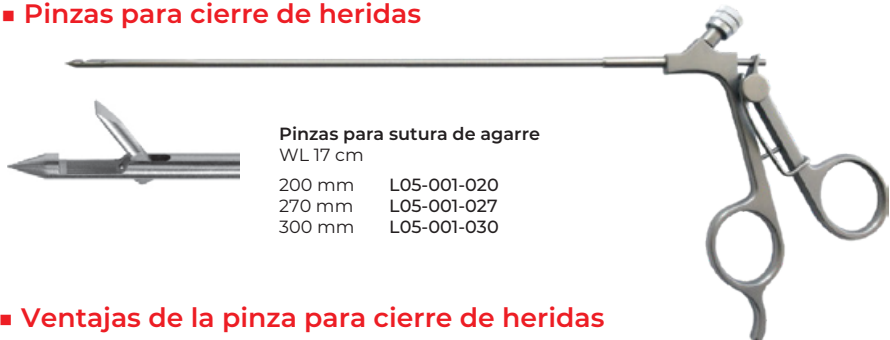 ▪ Pinzas para cierre de heridas
Pinzas para sutura de agarre
WL 17 cm
200 mm L05-001-020
270 mm L05-001-027
300 mm L05-001-030
▪ Ventajas de la pinza para cierre de heridas